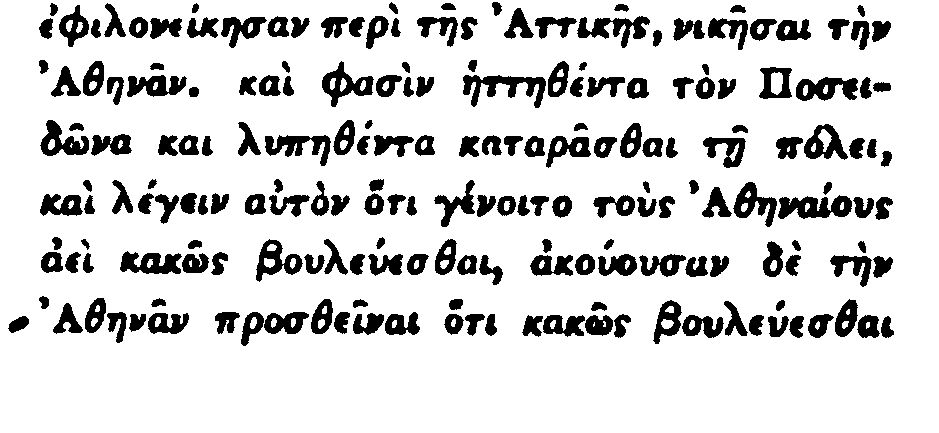 ἐφιλονείκησαν περὶ τῆς Ἀττικῆς, νικῆσαι τὴν
Ἀθηνᾶν. καὶ φασὶν ἡττηθέντα τὸν Ποσει-
δῶνα και λυπηθέντα καταρᾶσθαι τῇ πόλει,
καὶ λέγειν αὐτὸν ὅτι γένοιτο τοὺς Ἀθηναίους
ἀεὶ κακῶς βουλεύεσθαι, ἀκούουσαν δὲ τὴν
Ἀθηνᾶν προσθεῖναι ὅτι κακῶς βουλεύεσθαι